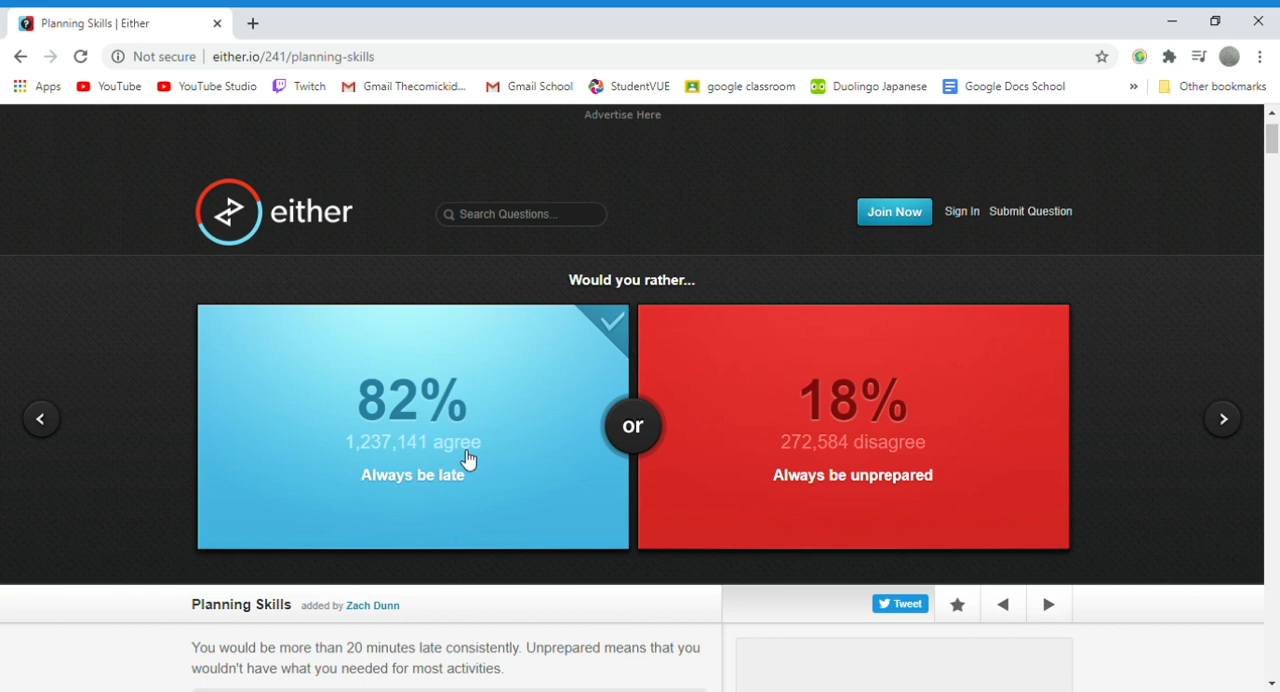 Planning Skills | Either
Not secure | either.io/241/planning-skills
Apps YouTube YouTube Studio Twitch Gmail Thecomickid... Gmail School StudentVUE google classroom Duolingo Japanese Google Docs School » Other bookmarks
Advertise Here
either
Search Questions...
Join Now Sign In Submit Question
Would you rather...
82%
1,237,141 agree
Always be late
or
18%
272,584 disagree
Always be unprepared
Planning Skills added by Zach Dunn
Tweet
You would be more than 20 minutes late consistently. Unprepared means that you
wouldn't have what you needed for most activities.